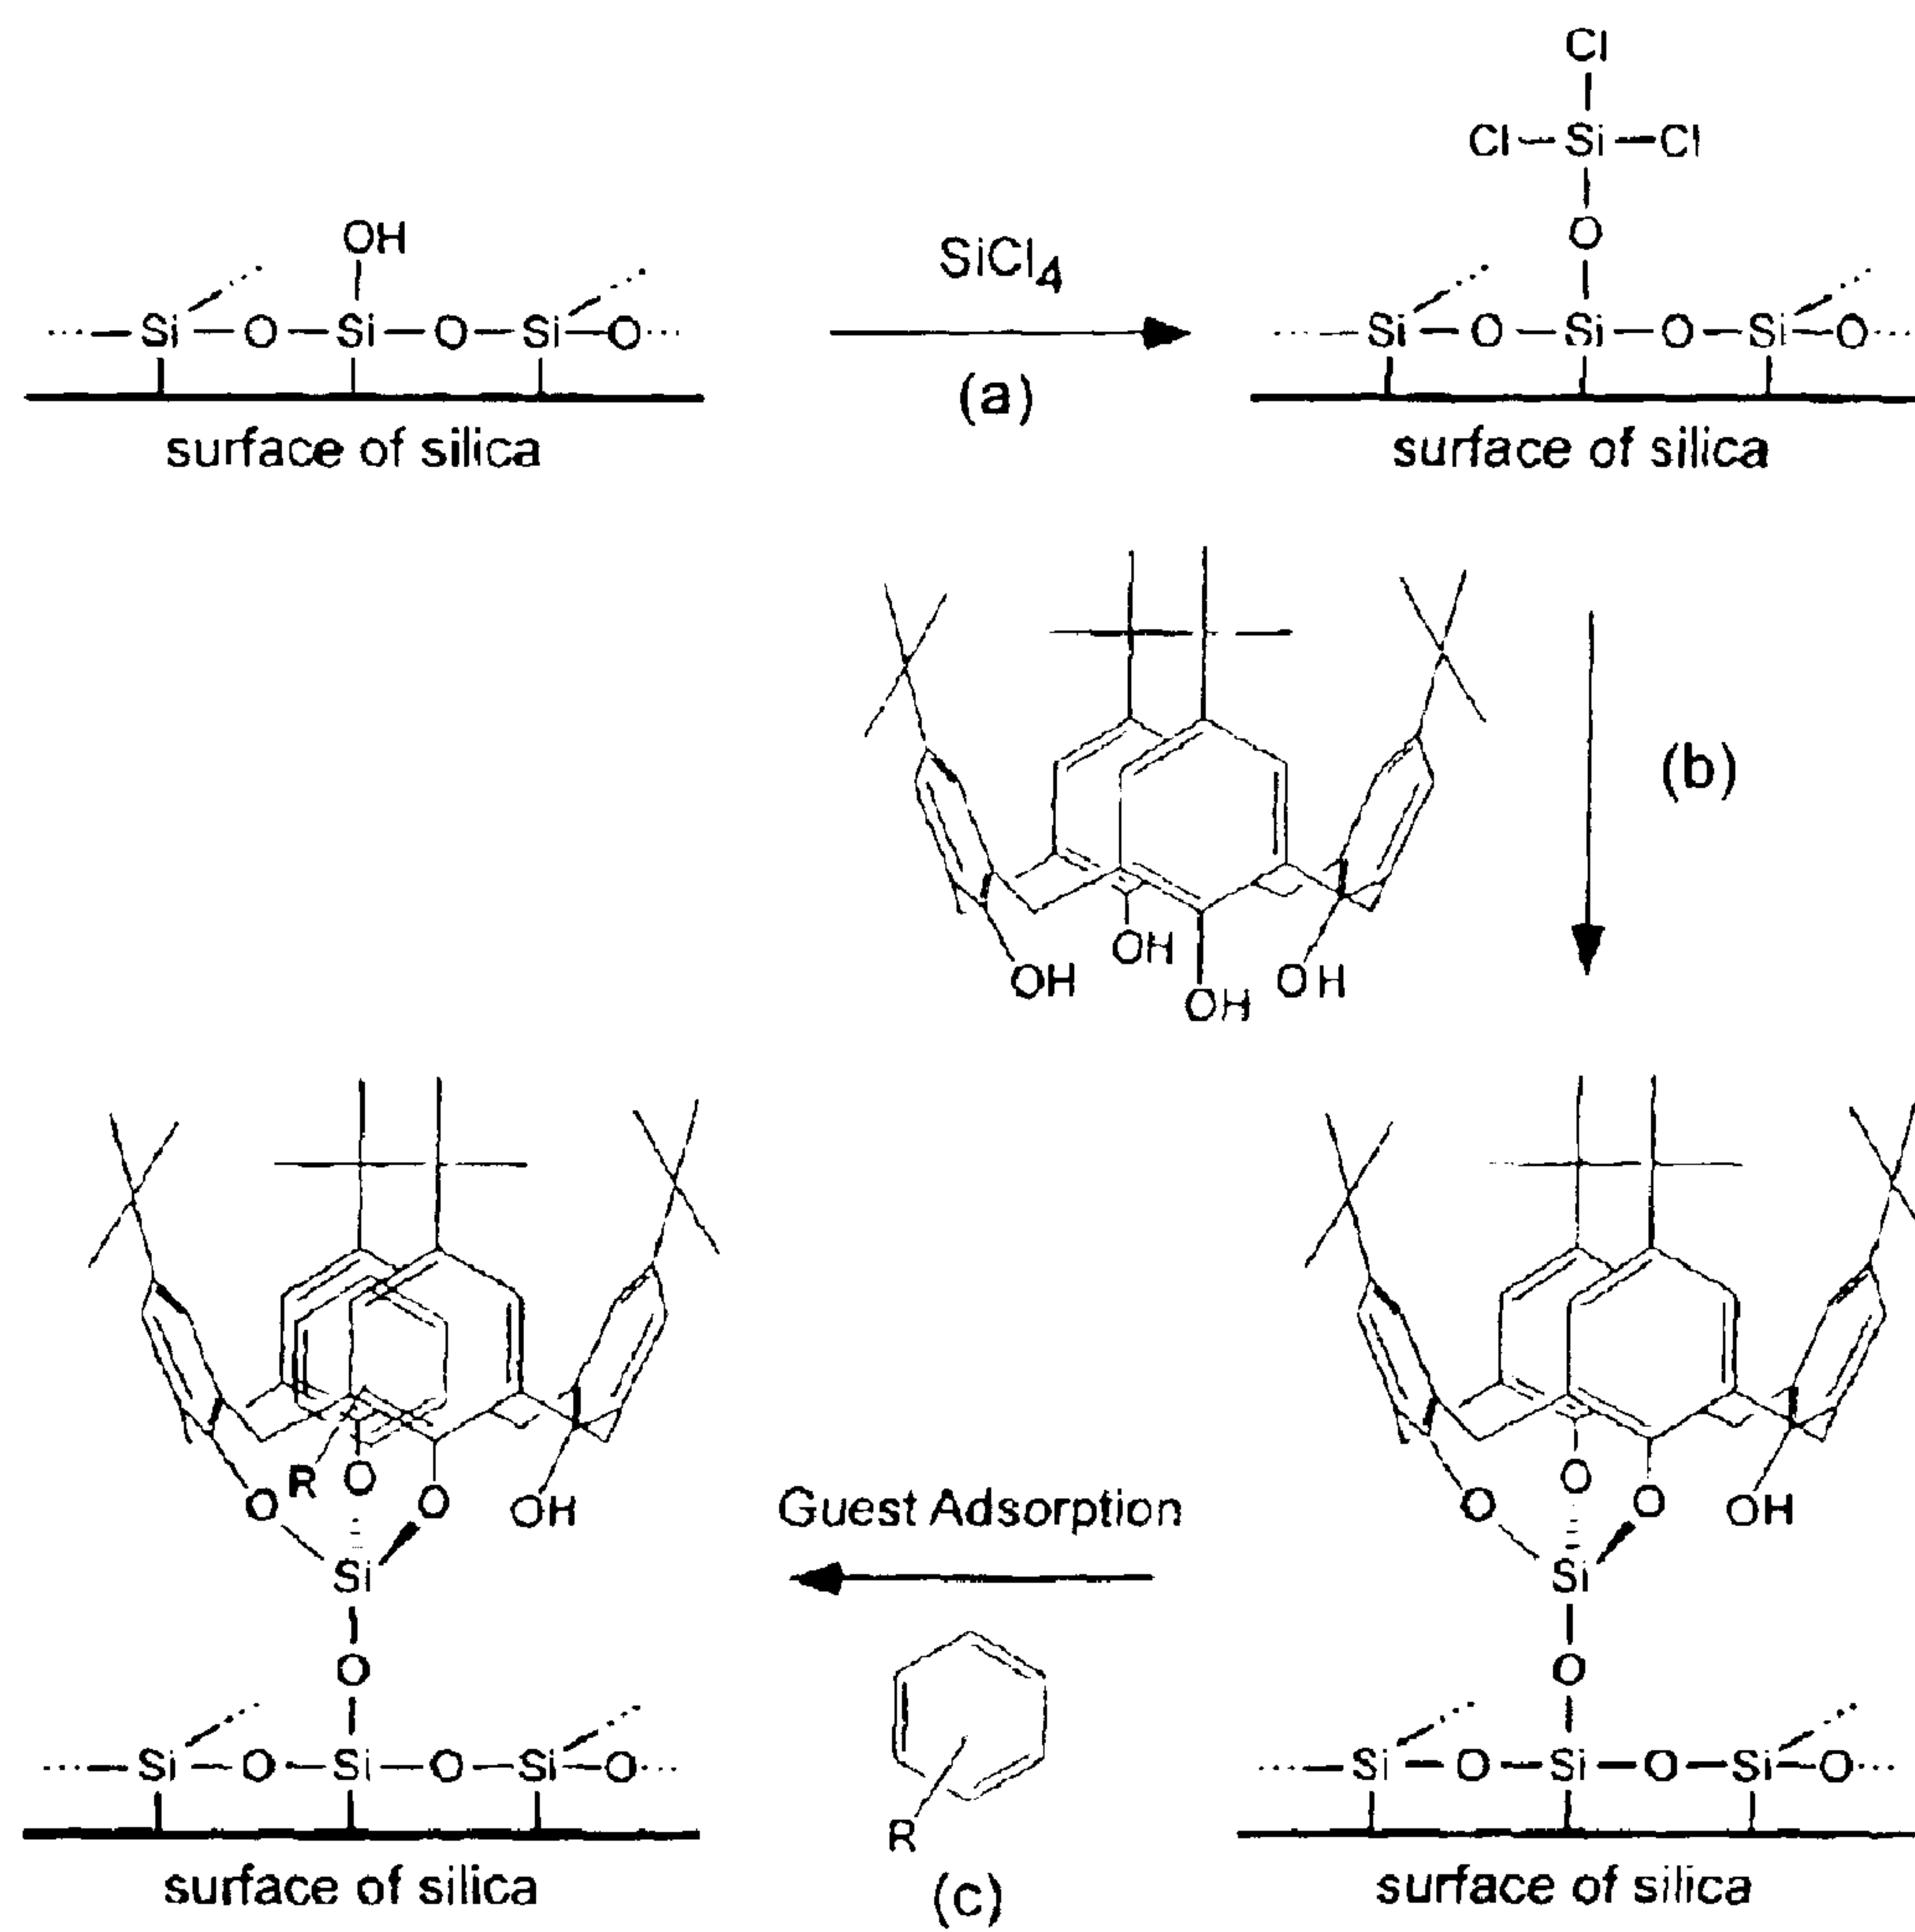 Cl
Cl Si Cl
O
OH
SiCl4
Si O Si O Si O
(a)
Si O Si O Si O
surface of silica
surface of silica
(b)
OH
OH
OH
OH
R
O
O
O
OH
Si
Guest Adsorption
O
O
O
OH
Si
O
O
Si O Si O Si O
Si O Si O Si O
R
surface of silica
(c)
surface of silica